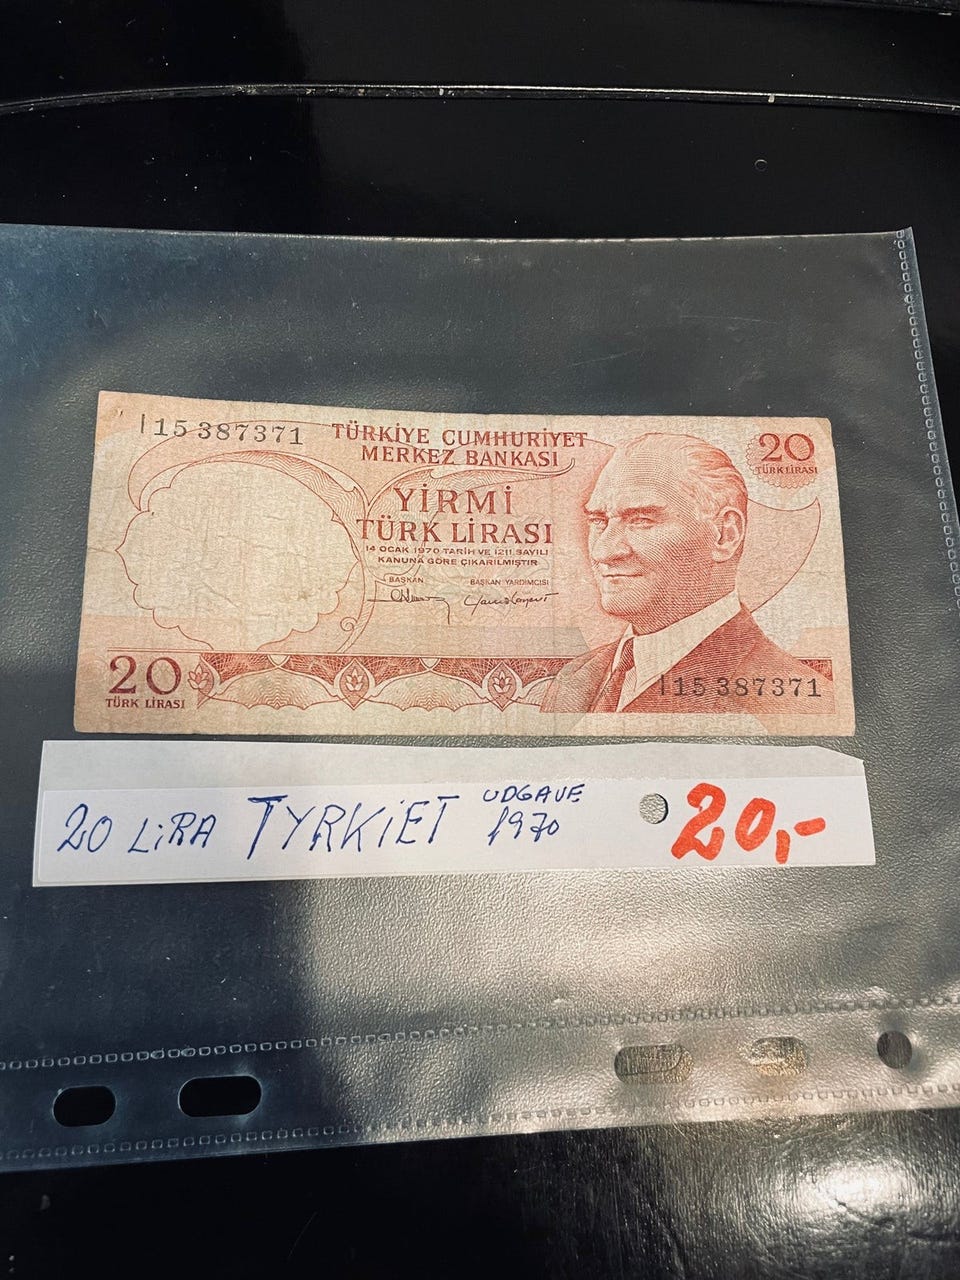 I15 387371
TÜRKİYE CUMHURİYET
MERKEZ BANKASI
20
TÜRK LİRASI
YİRMİ
TÜRK LİRASI
14 OCAK 1970 TARİH VE 1211 SAYILI
KANUNA GÖRE ÇIKARILMIŞTIR
BAŞKAN BAŞKAN YARDIMCISI
20
TÜRK LİRASI
I15 387371
20 LiRA TYRKiET UDGAVE 1970
20,-